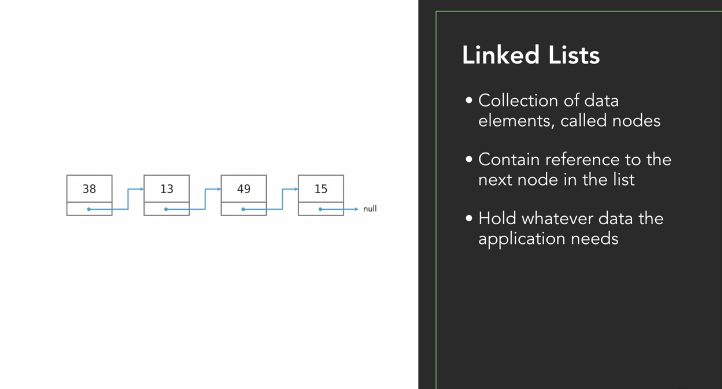 38 13 49 15
null
Linked Lists
• Collection of data
elements, called nodes
• Contain reference to the
next node in the list
• Hold whatever data the
application needs